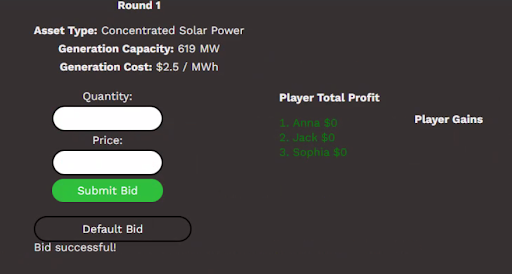 Round 1
Asset Type: Concentrated Solar Power
Generation Capacity: 619 MW
Generation Cost: $2.5 / MWh
Quantity:
Price:
Submit Bid
Default Bid
Bid successful!
Player Total Profit
1. Anna $0
2. Jack $0
3. Sophia $0
Player Gains